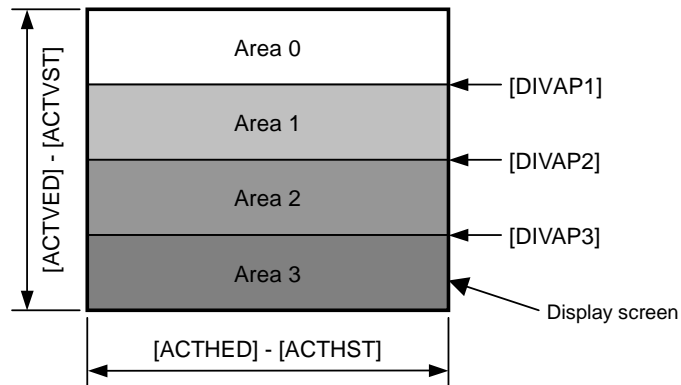 Area 0
[DIVAP1]
Area 1
[DIVAP2]
Area 2
[DIVAP3]
Area 3
Display screen
[ACTVED] - [ACTVST]
[ACTHED] - [ACTHST]